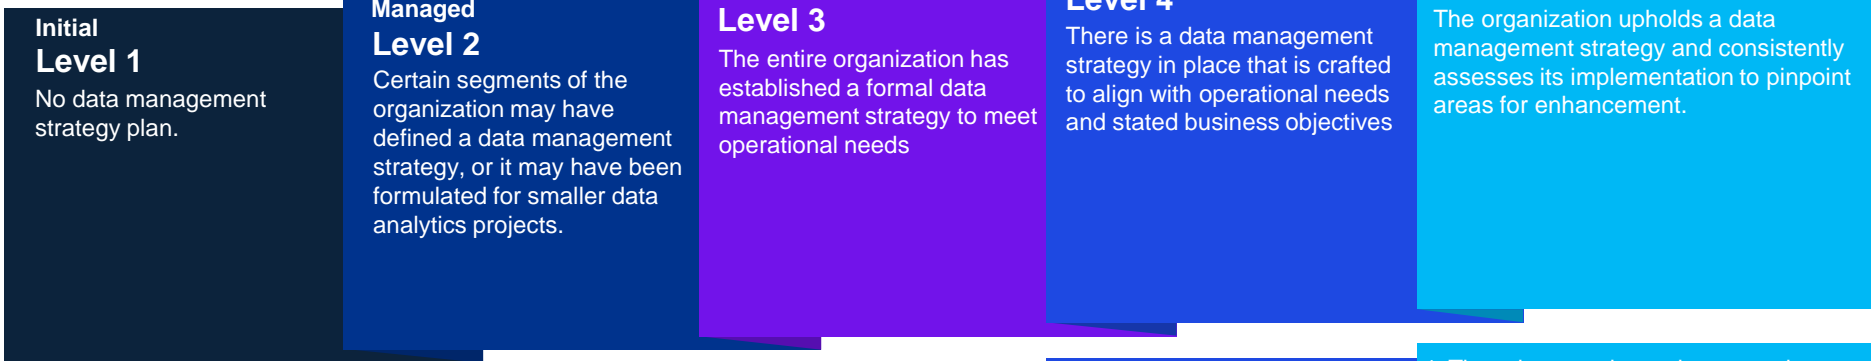 Initial
Level 1
No data management
strategy plan.
Managed
Level 2
Certain segments of the
organization may have
defined a data management
strategy, or it may have been
formulated for smaller data
analytics projects.
Level 3
The entire organization has
established a formal data
management strategy to meet
operational needs
Level 4
There is a data management
strategy in place that is crafted
to align with operational needs
and stated business objectives
The organization upholds a data
management strategy and consistently
assesses its implementation to pinpoint
areas for enhancement.